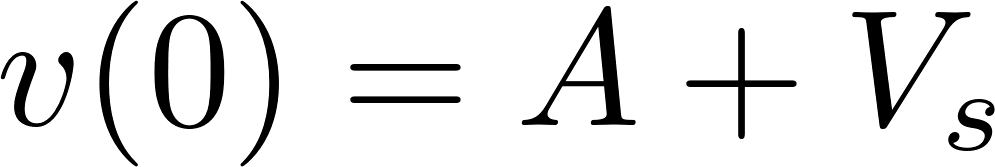 v(0) = A + V_s